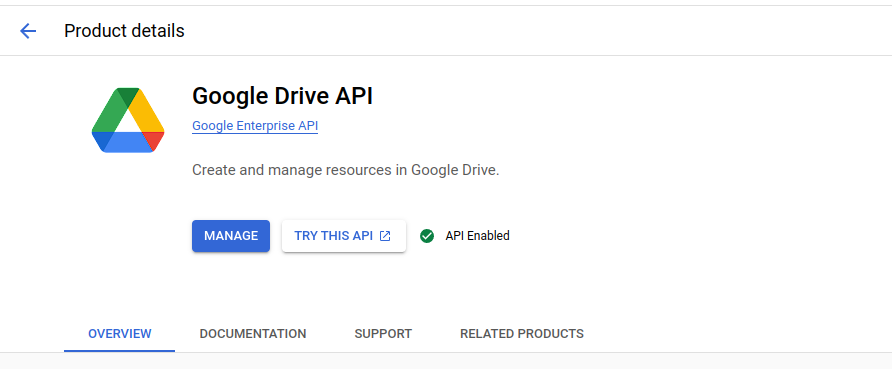 Product details
Google Drive API
Google Enterprise API
Create and manage resources in Google Drive.
MANAGE TRY THIS API API Enabled
OVERVIEW DOCUMENTATION SUPPORT RELATED PRODUCTS